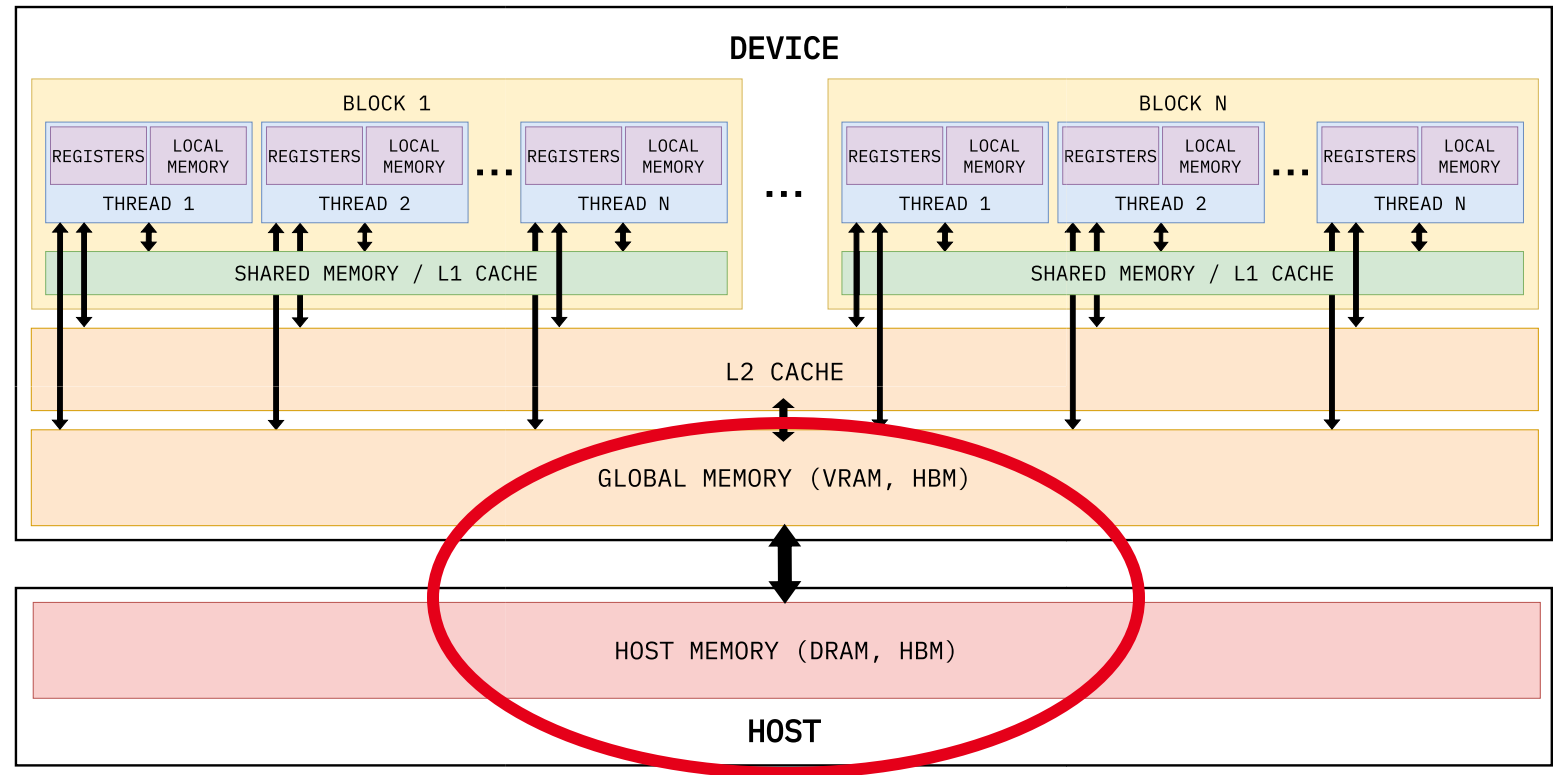 DEVICE
BLOCK 1
REGISTERS
LOCAL
MEMORY
THREAD 1
REGISTERS
LOCAL
MEMORY
THREAD 2
...
REGISTERS
LOCAL
MEMORY
THREAD N
SHARED MEMORY / L1 CACHE
...
BLOCK N
REGISTERS
LOCAL
MEMORY
THREAD 1
REGISTERS
LOCAL
MEMORY
THREAD 2
...
REGISTERS
LOCAL
MEMORY
THREAD N
SHARED MEMORY / L1 CACHE
L2 CACHE
GLOBAL MEMORY (VRAM, HBM)
HOST MEMORY (DRAM, HBM)
HOST